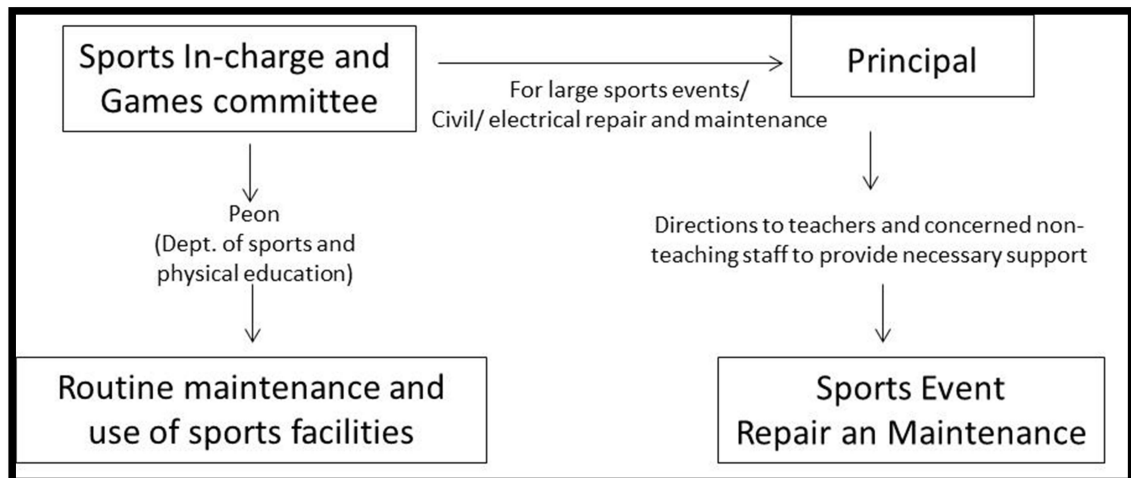 Sports In-charge and
Games committee
Principal
For large sports events/
Civil/ electrical repair and maintenance
Peon
(Dept. of sports and
physical education)
Directions to teachers and concerned non-
teaching staff to provide necessary support
Routine maintenance and
use of sports facilities
Sports Event
Repair an Maintenance